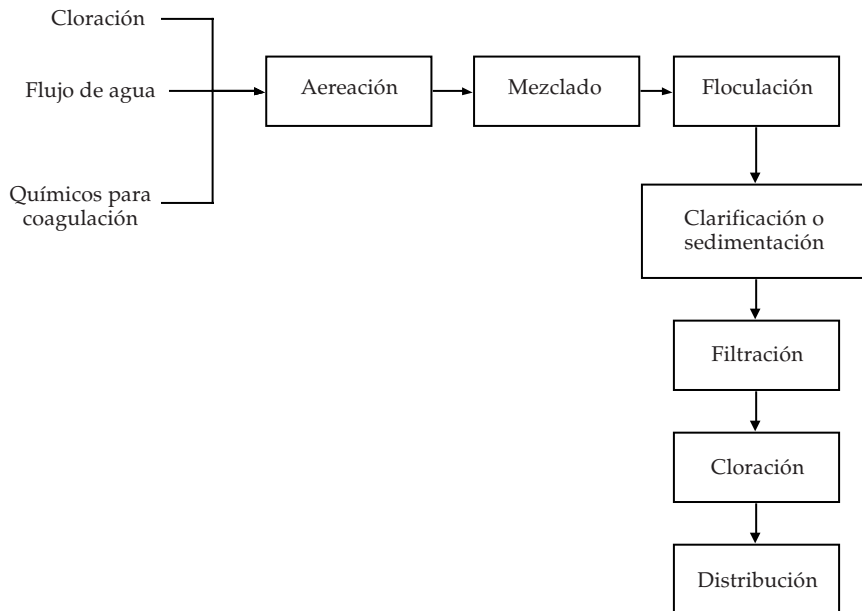 Cloración
Flujo de agua
Químicos para
coagulación
Aereación
Mezclado
Floculación
Clarificación o
sedimentación
Filtración
Cloración
Distribución